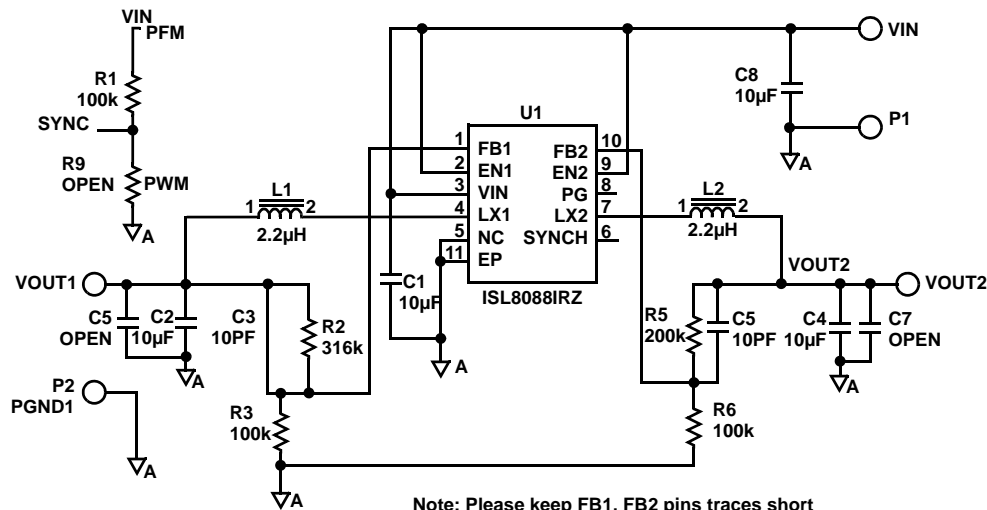 VIN
PFM
R1
100k
SYNC
R9
OPEN
PWM
A
VIN
C8
10µF
P1
A
U1
1 FB1
2 EN1
3 VIN
4 LX1
5 NC
11 EP
FB2 10
EN2 9
PG 8
LX2 7
SYNCH 6
ISL8088IRZ
L1
1 2
2.2µH
L2
1 2
2.2µH
VOUT1
C5
OPEN
C2
10µF
A
C3
10PF
R2
316k
C1
10µF
A
VOUT2
VOUT2
R5
200k
C5
10PF
C4
10µF
C7
OPEN
A
P2
PGND1
A
R3
100k
A
R6
100k
Note: Please keep FB1, FB2 pins traces short